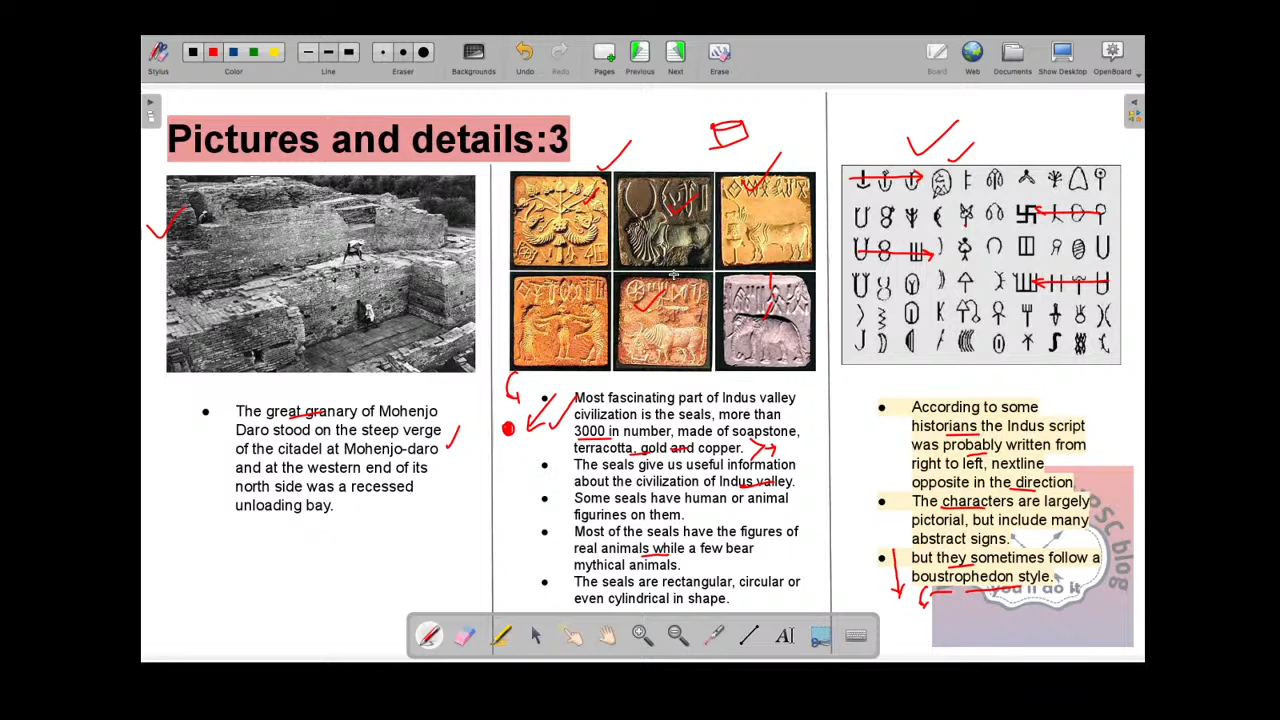 Stylus
Color
Line
Eraser
Backgrounds
Undo
Redo
Pages
Previous
Next
Erase
Board
Web
Documents
Show Desktop
OpenBoard
Pictures and details:3
The great granary of Mohenjo
Daro stood on the steep verge
of the citadel at Mohenjo-daro
and at the western end of its
north side was a recessed
unloading bay.
Most fascinating part of Indus valley
civilization is the seals, more than
3000 in number, made of soapstone,
terracotta, gold and copper.
The seals give us useful information
about the civilization of Indus valley.
Some seals have human or animal
figurines on them.
Most of the seals have the figures of
real animals while a few bear
mythical animals.
The seals are rectangular, circular or
even cylindrical in shape.
According to some
historians the Indus script
was probably written from
right to left, nextline
opposite in the direction
The characters are largely
pictorial, but include many
abstract signs.
but they sometimes follow a
boustrophedon style.
psc blog
you'll do it
AI